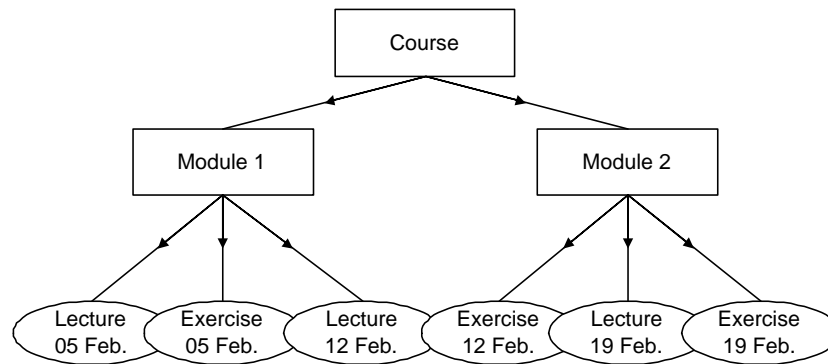 Course
Module 1
Module 2
Lecture
05 Feb.
Exercise
05 Feb.
Lecture
12 Feb.
Exercise
12 Feb.
Lecture
19 Feb.
Exercise
19 Feb.